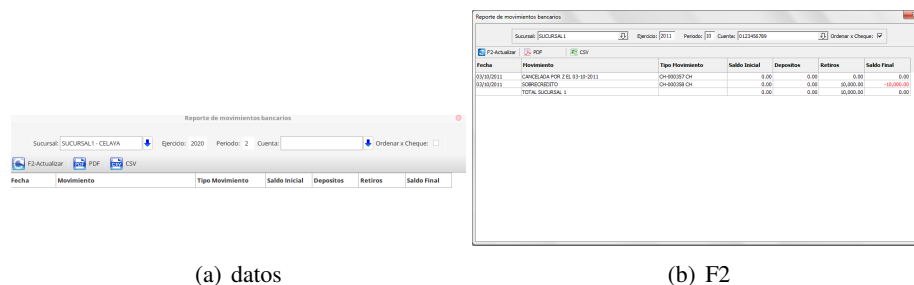 Reporte de movimientos bancarios
Sucursal: SUCURSAL1 - CELAYA Ejercicio: 2020 Periodo: 2 Cuenta: Ordenar x Cheque:
F2-Actualizar PDF CSV
Fecha Movimiento Tipo Movimiento Saldo Inicial Depositos Retiros Saldo Final
(a) datos
Reporte de movimientos bancarios
Sucursal: SUCURSAL1 Ejercicio: 2011 Periodo: 10 Cuenta: 0123456789 Ordenar x Cheque:
F2-Actualizar PDF CSV
Fecha Movimiento Tipo Movimiento Saldo Inicial Depositos Retiros Saldo Final
03/10/2011 CANCELADA POR Z EL 03-10-2011 CH-000357 CH 0.00 0.00 0.00 0.00
03/10/2011 SOBRECREDITO CH-000358 CH 0.00 0.00 10,000.00 -10,000.00
TOTAL SUCURSAL 1 0.00 0.00 10,000.00 0.00
(b) F2